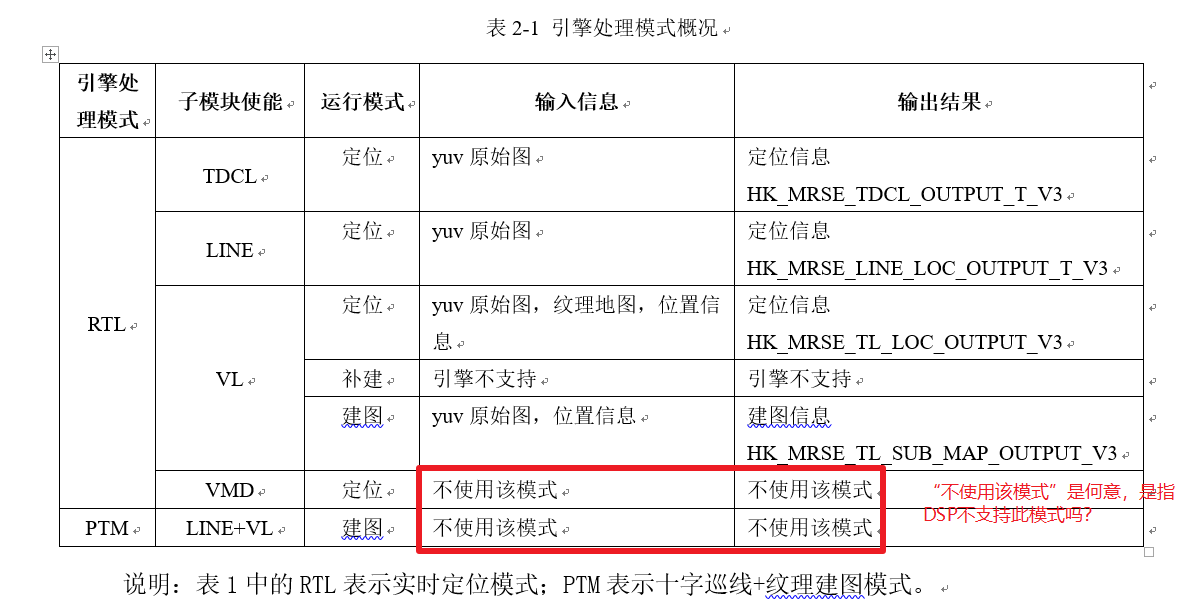 表 2-1 引擎处理模式概况
引擎处
理模式
子模块使能
运行模式
输入信息
输出结果
RTL
TDCL
定位
yuv 原始图
定位信息
HK_MRSE_TDCL_OUTPUT_T_V3
LINE
定位
yuv 原始图
定位信息
HK_MRSE_LINE_LOC_OUTPUT_T_V3
VL
定位
yuv 原始图，纹理地图，位置信
息
定位信息
HK_MRSE_TL_LOC_OUTPUT_V3
补建
引擎不支持
引擎不支持
建图
yuv 原始图，位置信息
建图信息
HK_MRSE_TL_SUB_MAP_OUTPUT_V3
VMD
定位
不使用该模式
不使用该模式
PTM
LINE+VL
建图
不使用该模式
不使用该模式
“不使用该模式”是何意，是指
DSP不支持此模式吗？
说明：表 1 中的 RTL 表示实时定位模式；PTM 表示十字巡线+纹理建图模式。